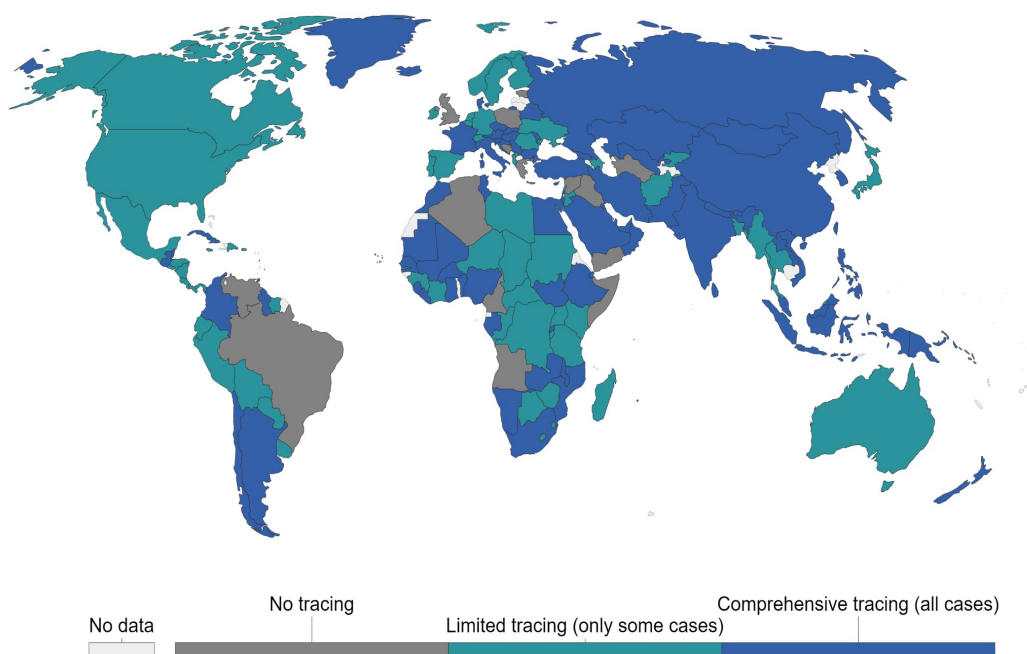 No tracing
Comprehensive tracing (all cases)
No data
Limited tracing (only some cases)